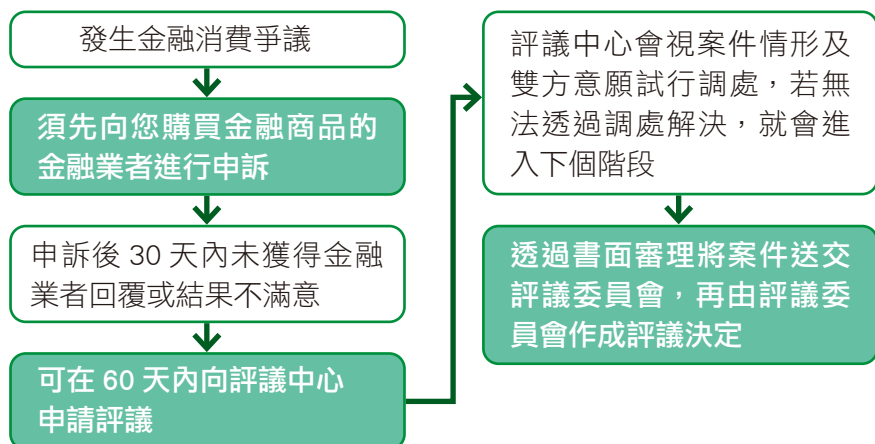 發生金融消費爭議
須先向您購買金融商品的
金融業者進行申訴
申訴後 30 天內未獲得金融
業者回覆或結果不滿意
可在 60 天內向評議中心
申請評議
評議中心會視案件情形及
雙方意願試行調處，若無
法透過調處解決，就會進
入下個階段
透過書面審理將案件送交
評議委員會，再由評議委
員會作成評議決定